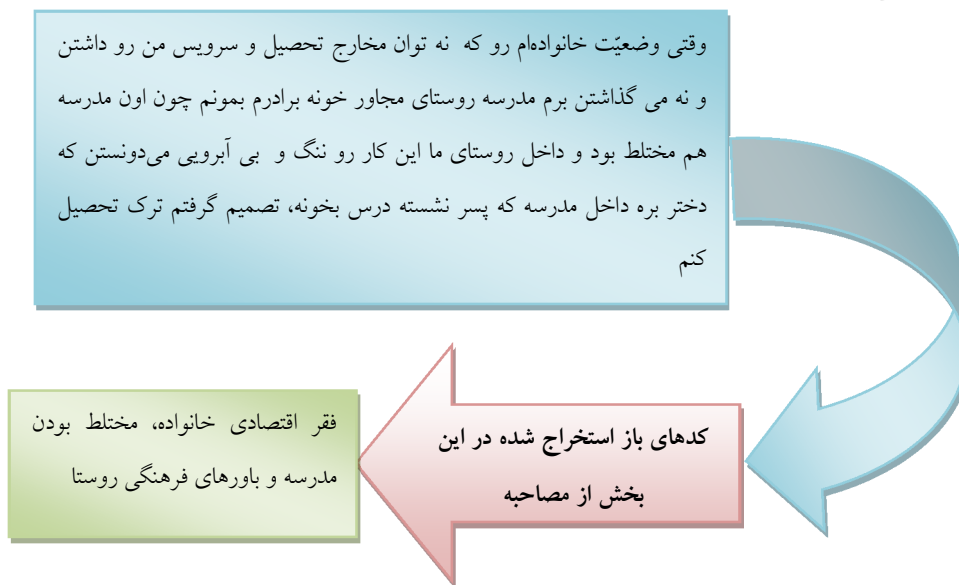 وقتی وضعیّت خانواده‌ام رو که نه توان مخارج تحصیل و سرویس من رو داشتن
و نه می گذاشتن برم مدرسه روستای مجاور خونه برادرم بمونم چون اون مدرسه
هم مختلط بود و داخل روستای ما این کار رو ننگ و بی آبرویی می‌دونستن که
دختر بره داخل مدرسه که پسر نشسته درس بخونه، تصمیم گرفتم ترک تحصیل
کنم
کدهای باز استخراج شده در این
بخش از مصاحبه
فقر اقتصادی خانواده، مختلط بودن
مدرسه و باورهای فرهنگی روستا